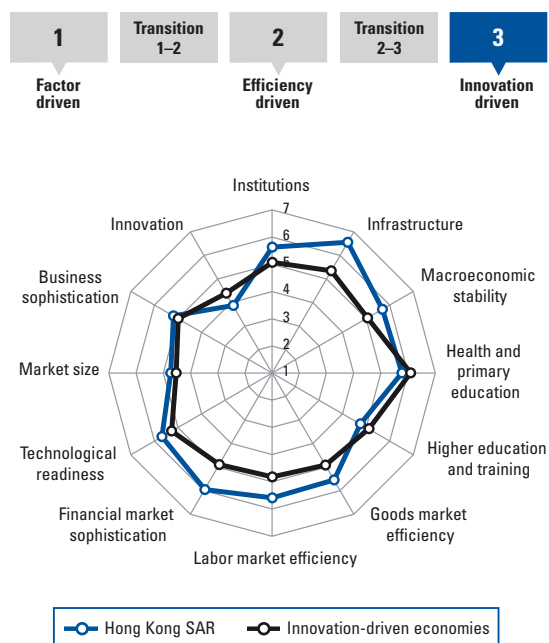 1
Transition
1–2
2
Transition
2–3
3
Factor
driven
Efficiency
driven
Innovation
driven
Institutions
7
6
5
4
3
2
1
Infrastructure
Macroeconomic
stability
Health and
primary
education
Higher education
and training
Goods market
efficiency
Labor market efficiency
Financial market
sophistication
Technological
readiness
Market size
Business
sophistication
Innovation
Hong Kong SAR
Innovation-driven economies